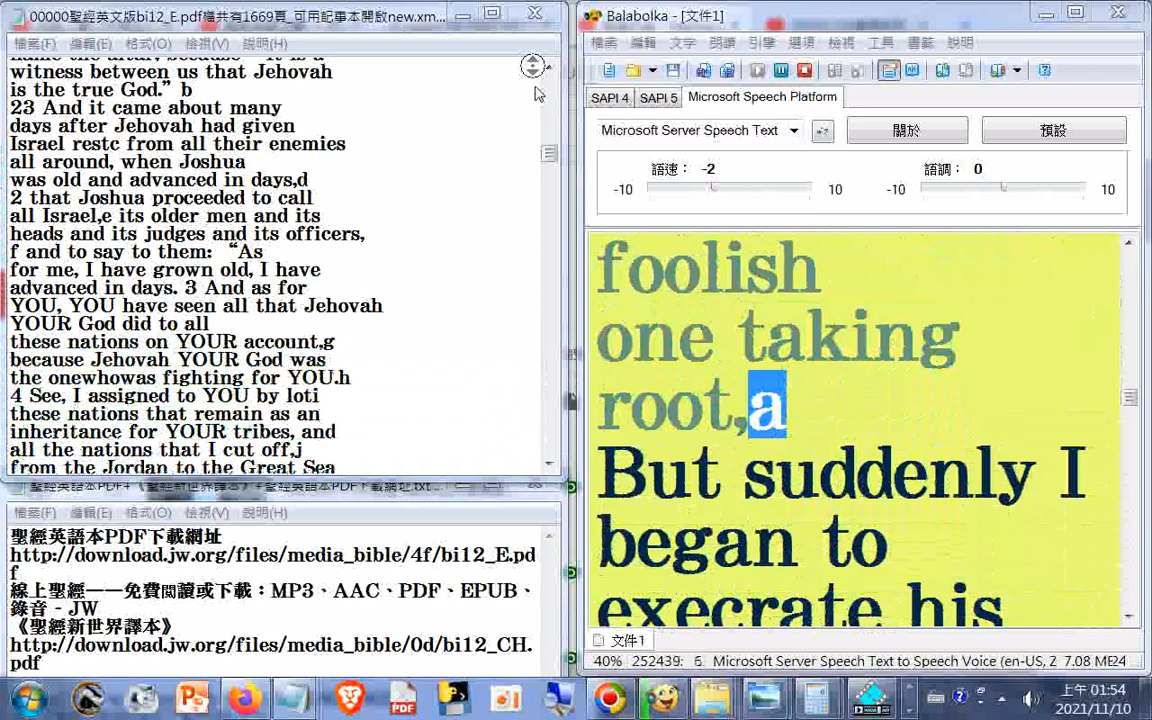 00000聖經英文版bi12_E.pdf檔共有1669頁_可用記事本開啟new.xm...
檔案(F) 編輯(E) 格式(O) 檢視(V) 說明(H)
witness between us that Jehovah
is the true God.” b
23 And it came about many
days after Jehovah had given
Israel restc from all their enemies
all around, when Joshua
was old and advanced in days,d
2 that Joshua proceeded to call
all Israel,e its older men and its
heads and its judges and its officers,
f and to say to them: “As
for me, I have grown old, I have
advanced in days. 3 And as for
YOU, YOU have seen all that Jehovah
YOUR God did to all
these nations on YOUR account,g
because Jehovah YOUR God was
the onewhowas fighting for YOU.h
4 See, I assigned to YOU by loti
these nations that remain as an
inheritance for YOUR tribes, and
all the nations that I cut off,j
from the Jordan to the Great Sea
檔案(F) 編輯(E) 格式(O) 檢視(V) 說明(H)
聖經英語本PDF下載網址
http://download.jw.org/files/media_bible/4f/bi12_E.pd
f
線上聖經——免費閱讀或下載：MP3、AAC、PDF、EPUB、
錄音 - JW
《聖經新世界譯本》
http://download.jw.org/files/media_bible/0d/bi12_CH.
pdf
Balabolka - [文件1]
檔案 編輯 文字 朗讀 引擎 選項 檢視 工具 書籤 說明
SAPI 4 SAPI 5 Microsoft Speech Platform
Microsoft Server Speech Text 關於 預設
語速： -2 語調： 0
-10 10 -10 10
foolish
one taking
root,a
But suddenly I
began to
execrate his
文件1
40% 252439: 6. Microsoft Server Speech Text to Speech Voice (en-US, Z 7.08 ME24
上午 01:54
2021/11/10